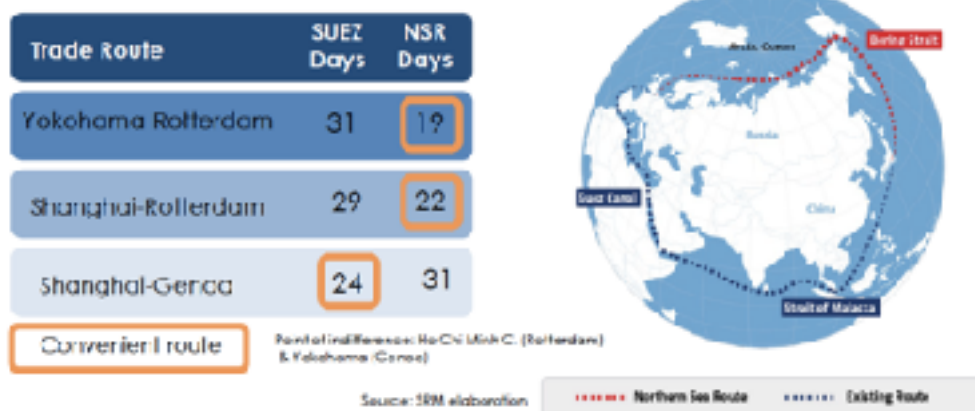 Trade Route SUEZ Days NSR Days
Yokohama Rotterdam 31 19
Shanghai-Rotterdam 29 22
Shanghai-Genoa 24 31
Convenient route
Point of indifference: Ho Chi Minh C. (Rotterdam)
& Yokohama (Genoa)
Source: SRM elaboration
Arctic Ocean
Bering Strait
Russia
Suez Canal
China
Strait of Malacca
Northern Sea Route Existing Route